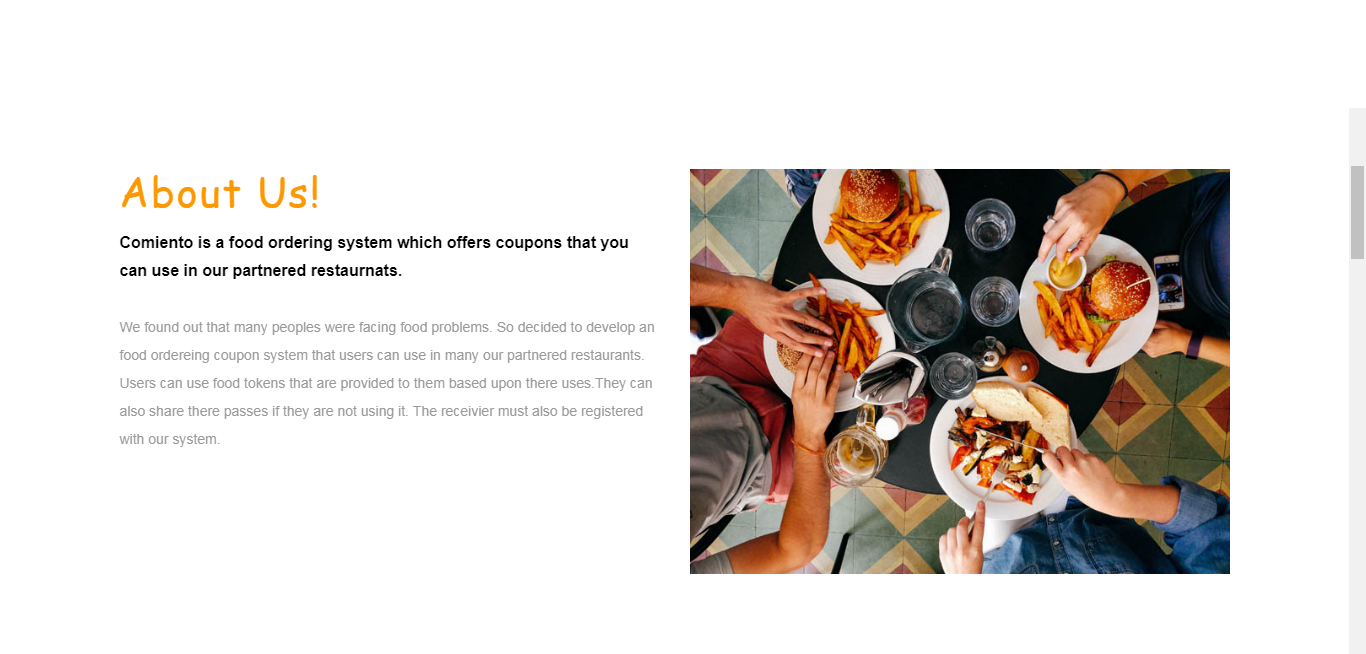 About Us!
Comiento is a food ordering system which offers coupons that you
can use in our partnered restaurnats.
We found out that many peoples were facing food problems. So decided to develop an
food ordereing coupon system that users can use in many our partnered restaurants.
Users can use food tokens that are provided to them based upon there uses.They can
also share there passes if they are not using it. The receivier must also be registered
with our system.